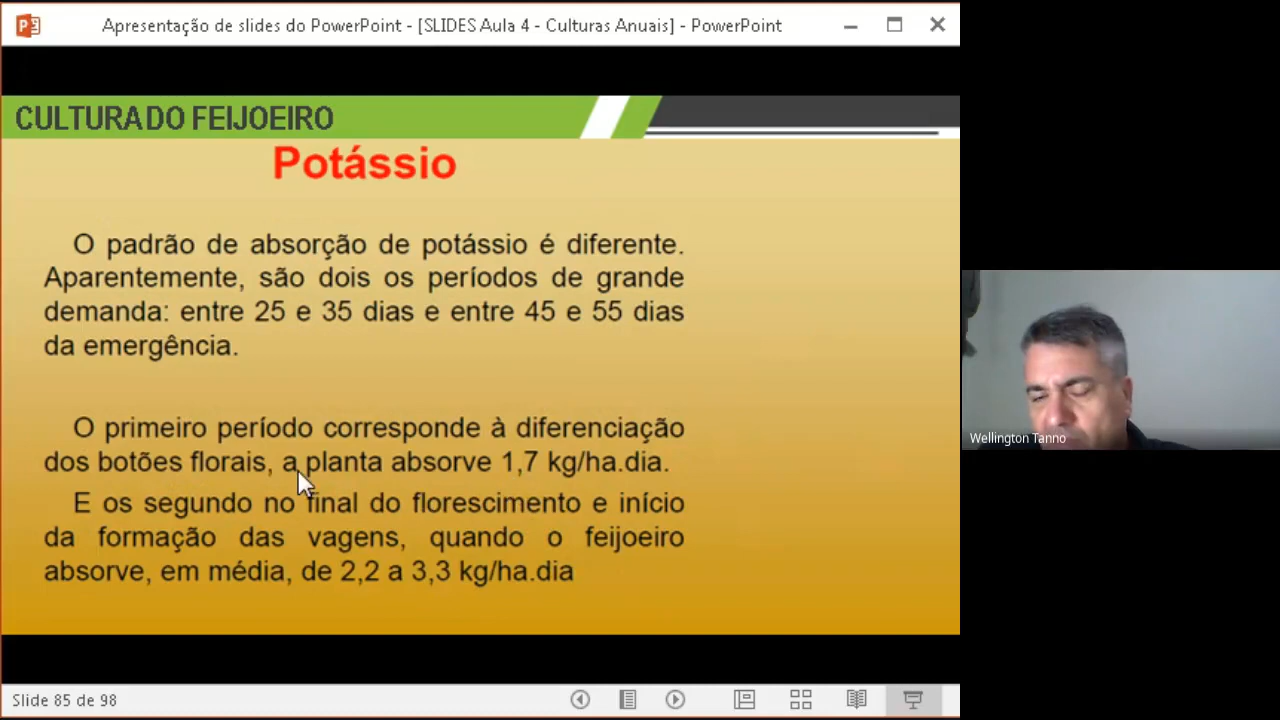 Apresentação de slides do PowerPoint - [SLIDES Aula 4 - Culturas Anuais] - PowerPoint
CULTURA DO FEIJOEIRO
Potássio
O padrão de absorção de potássio é diferente.
Aparentemente, são dois os períodos de grande
demanda: entre 25 e 35 dias e entre 45 e 55 dias
da emergência.
O primeiro período corresponde à diferenciação
dos botões florais, a planta absorve 1,7 kg/ha.dia.
E os segundo no final do florescimento e início
da formação das vagens, quando o feijoeiro
absorve, em média, de 2,2 a 3,3 kg/ha.dia
Wellington Tanno
Slide 85 de 98